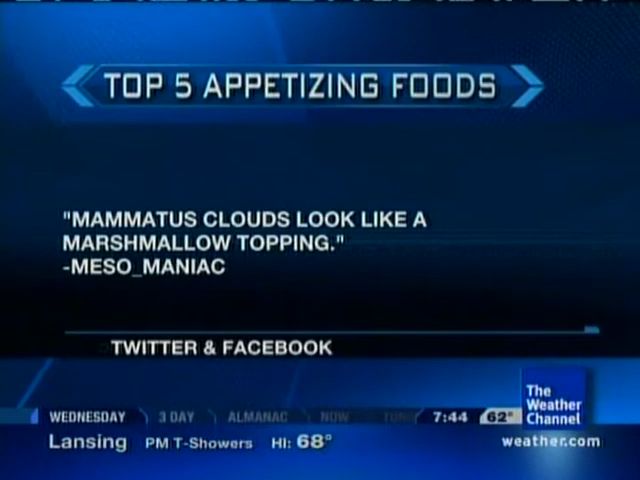 TOP 5 APPETIZING FOODS
"MAMMATUS CLOUDS LOOK LIKE A
MARSHMALLOW TOPPING."
-MESO_MANIAC
TWITTER & FACEBOOK
WEDNESDAY 3 DAY ALMANAC NOW 7:44 62°
The
Weather
Channel
Lansing PM T-SHOWERS HI: 68°
weather.com